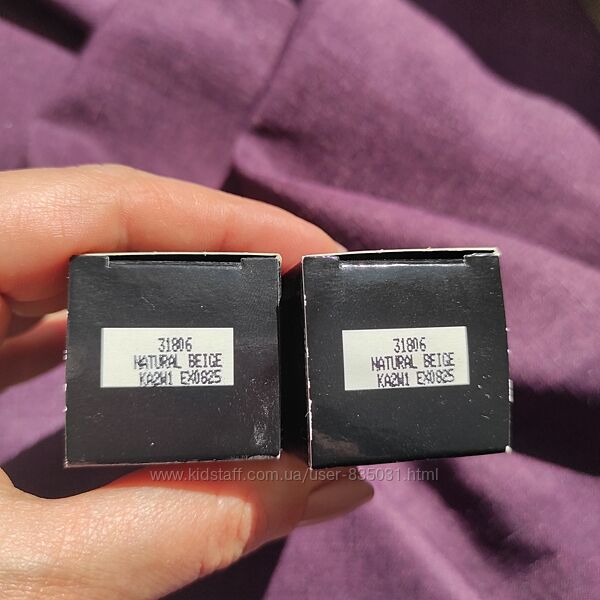 31806
NATURAL BEIGE
KA2W1 EX0825
31806
NATURAL BEIGE
KA2W1 EX0825
www.kidstaff.com.ua/user-835031.html